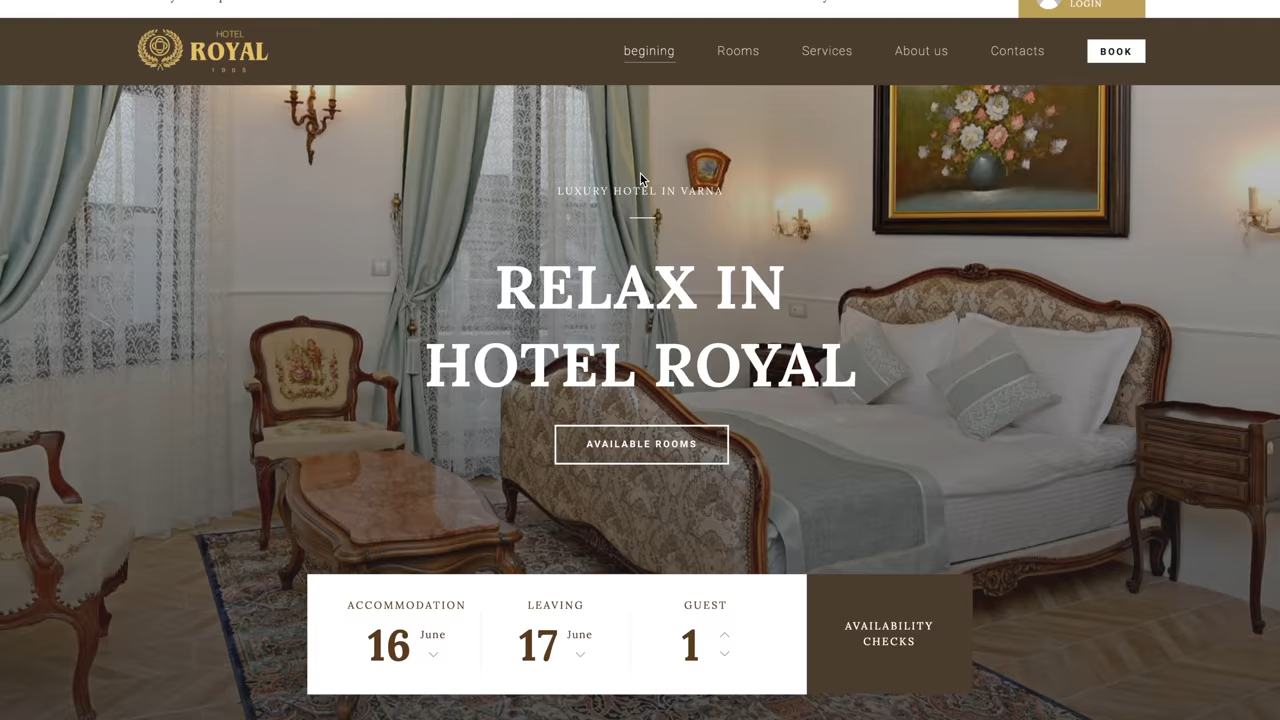 LOGIN
HOTEL
ROYAL
1905
begining
Rooms
Services
About us
Contacts
BOOK
LUXURY HOTEL IN VARNA
RELAX IN
HOTEL ROYAL
AVAILABLE ROOMS
ACCOMMODATION
16 June
LEAVING
17 June
GUEST
1
AVAILABILITY
CHECKS